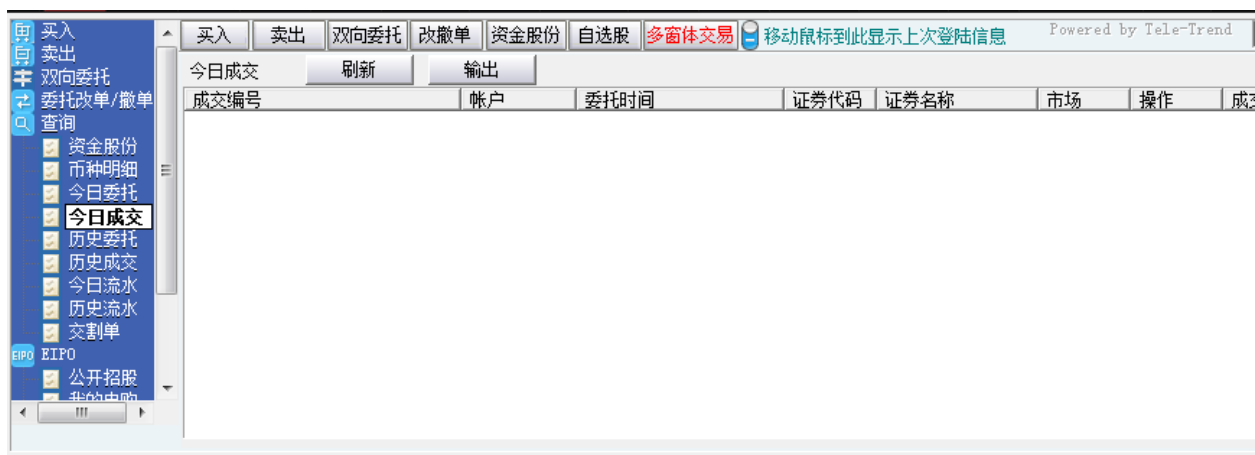 买入 卖出 双向委托 改撤单 资金股份 自选股 多窗体交易 移动鼠标到此显示上次登陆信息 Powered by Tele-Trend
今日成交 刷新 输出
成交编号 帐户 委托时间 证券代码 证券名称 市场 操作 成
买入
卖出
双向委托
委托改单/撤单
查询
资金股份
币种明细
今日委托
今日成交
历史委托
历史成交
今日流水
历史流水
交割单
EIPO EIPO
公开招股
我的申购